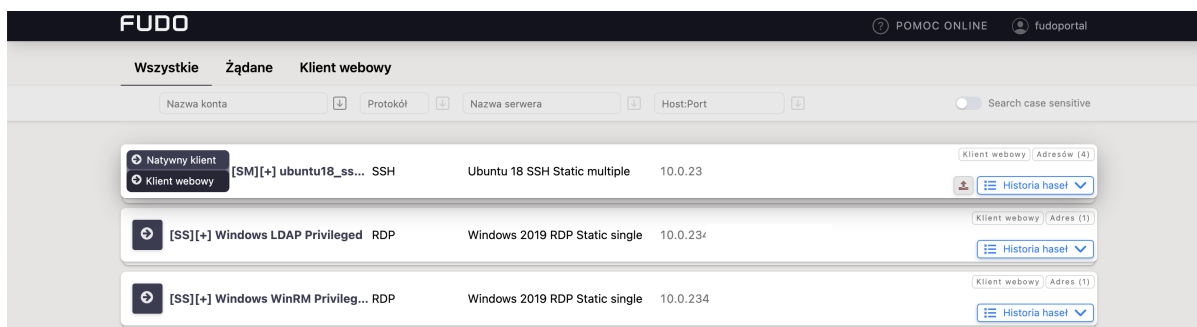 FUDO
POMOC ONLINE fudoportal
Wszystkie Żądane Klient webowy
Nazwa konta Protokół Nazwa serwera Host:Port Search case sensitive
Natywny klient
Klient webowy
[SM][+] ubuntu18_ss... SSH Ubuntu 18 SSH Static multiple 10.0.23
Klient webowy Adresów (4)
Historia haseł
[SS][+] Windows LDAP Privileged RDP Windows 2019 RDP Static single 10.0.234
Klient webowy Adres (1)
Historia haseł
[SS][+] Windows WinRM Privileg... RDP Windows 2019 RDP Static single 10.0.234
Klient webowy Adres (1)
Historia haseł